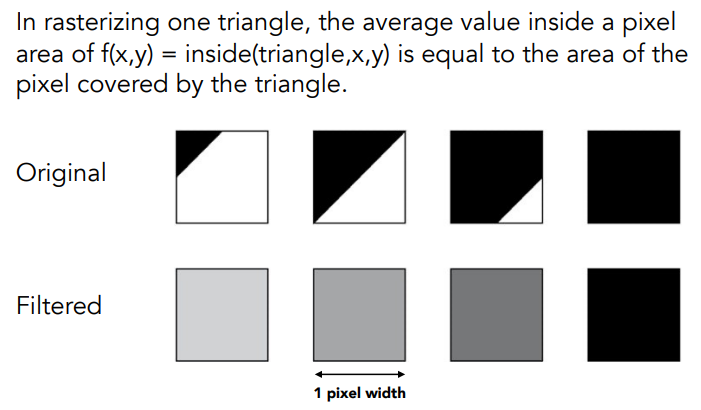 In rasterizing one triangle, the average value inside a pixel
area of f(x,y) = inside(triangle,x,y) is equal to the area of the
pixel covered by the triangle.
Original
Filtered
1 pixel width